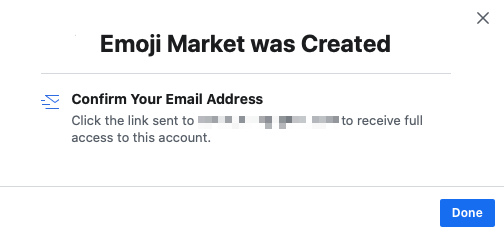 Emoji Market was Created
Confirm Your Email Address
Click the link sent to to receive full
access to this account.
Done